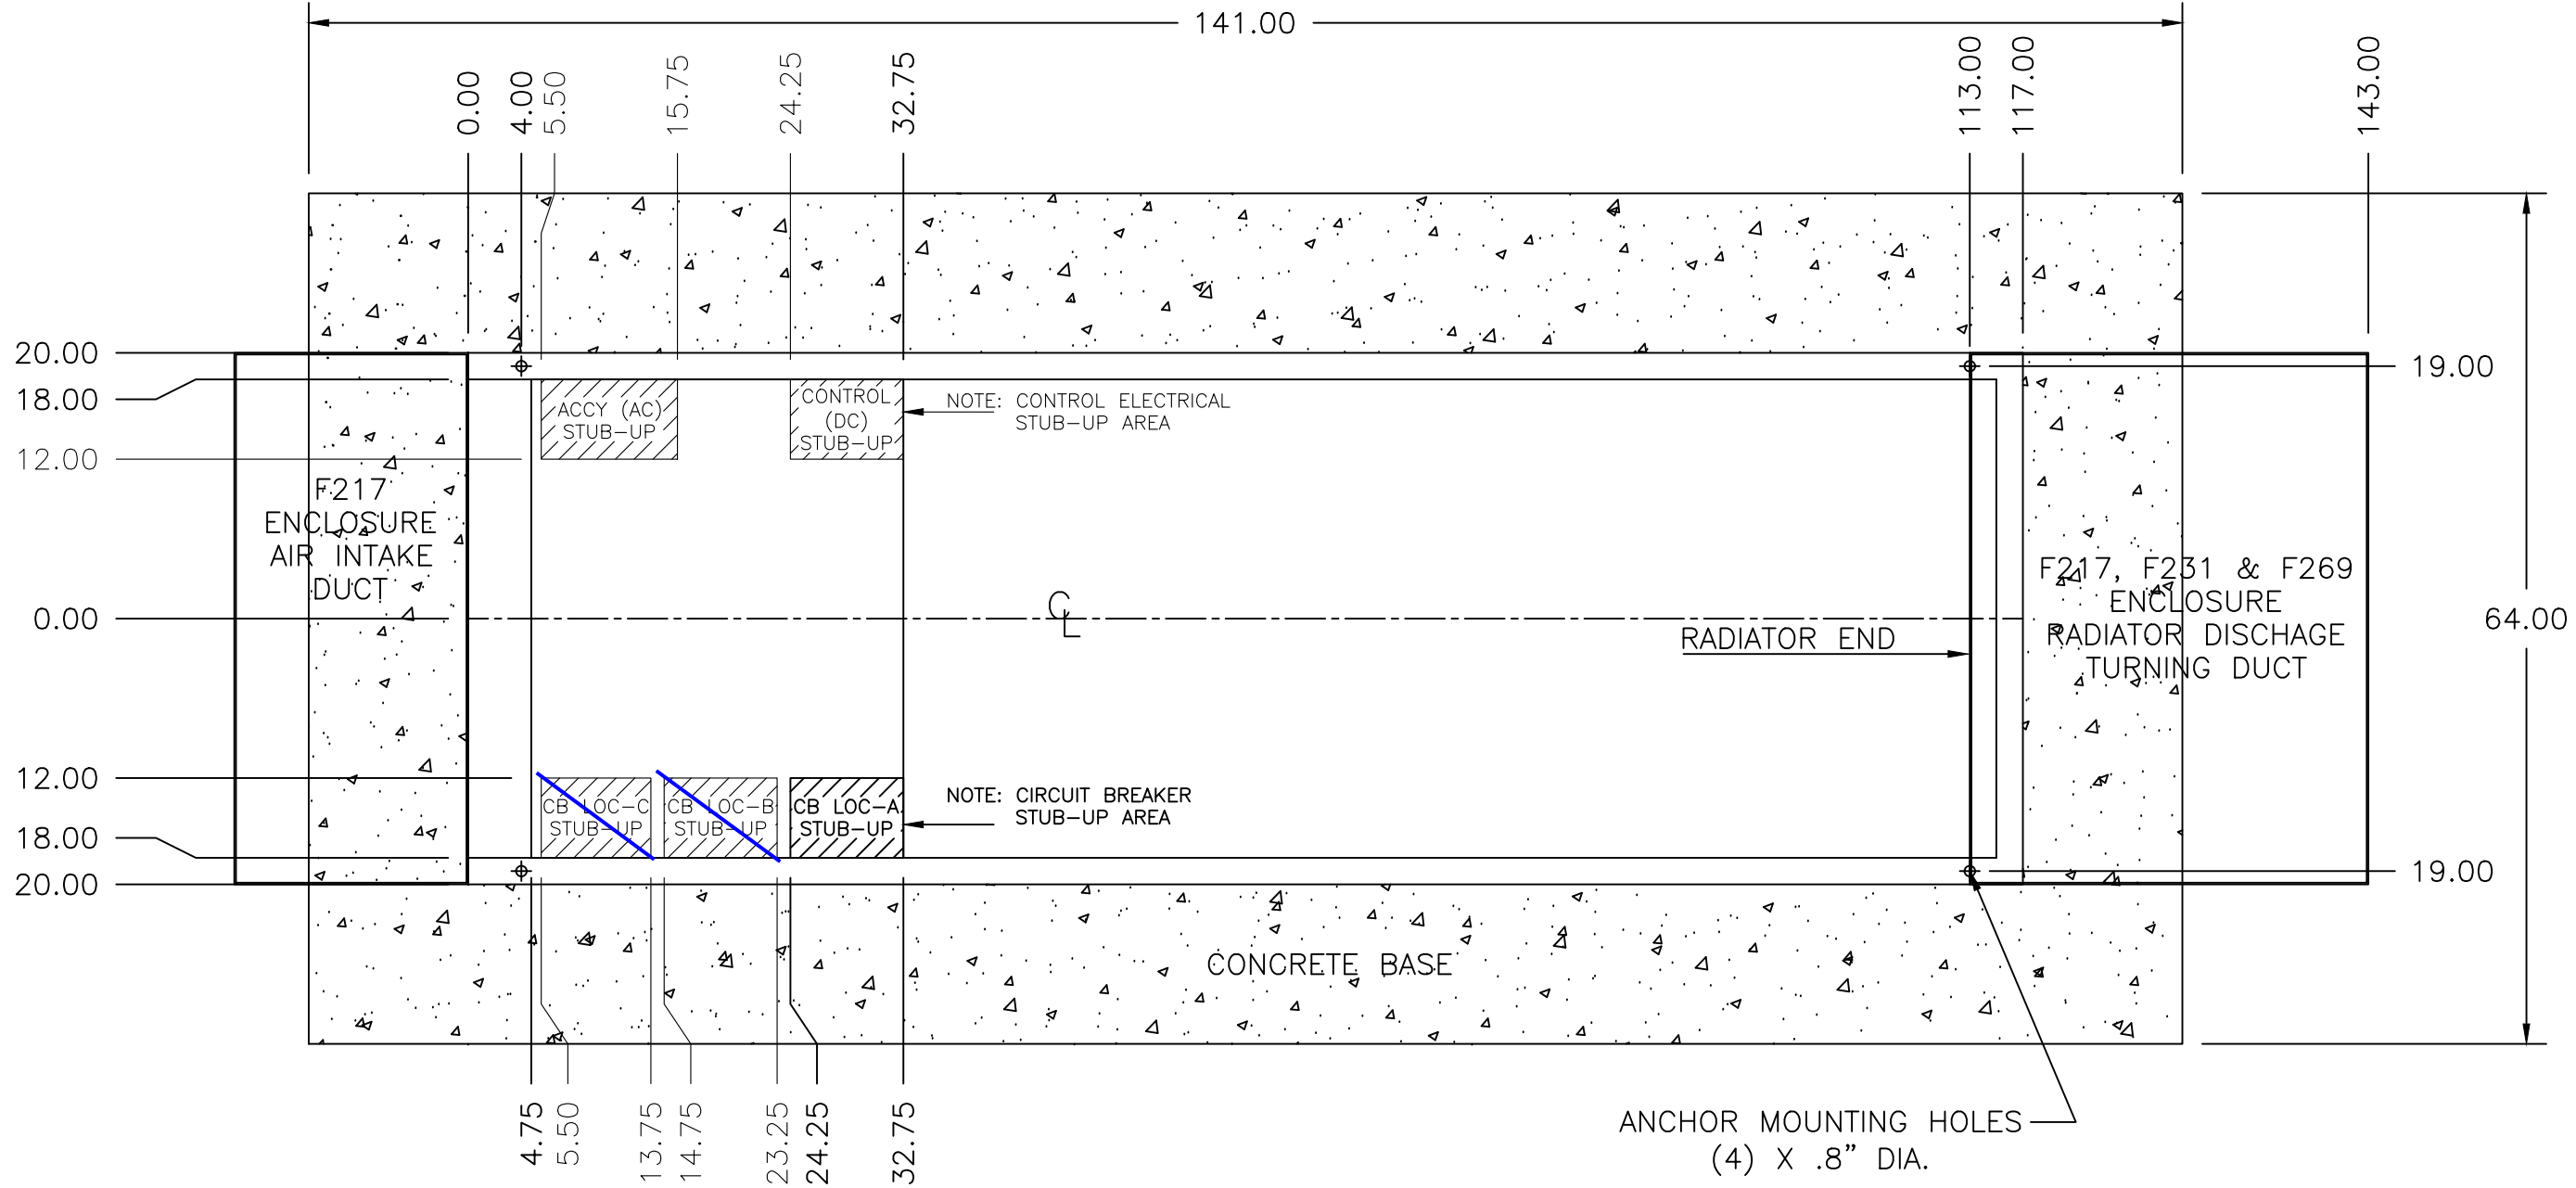 141.00
0.00
4.00
5.50
15.75
24.25
32.75
113.00
117.00
143.00
20.00
18.00
12.00
0.00
12.00
18.00
20.00
F217
ENCLOSURE
AIR INTAKE
DUCT
ACCY (AC)
STUB-UP
CONTROL
(DC)
STUB-UP
NOTE: CONTROL ELECTRICAL
STUB-UP AREA
CL
RADIATOR END
19.00
F217, F231 & F269
ENCLOSURE
RADIATOR DISCHAGE
TURNING DUCT
64.00
CB LOC-C
STUB-UP
CB LOC-B
STUB-UP
CB LOC-A
STUB-UP
NOTE: CIRCUIT BREAKER
STUB-UP AREA
19.00
CONCRETE BASE
4.75
5.50
13.75
14.75
23.25
24.25
32.75
ANCHOR MOUNTING HOLES
(4) X .8" DIA.